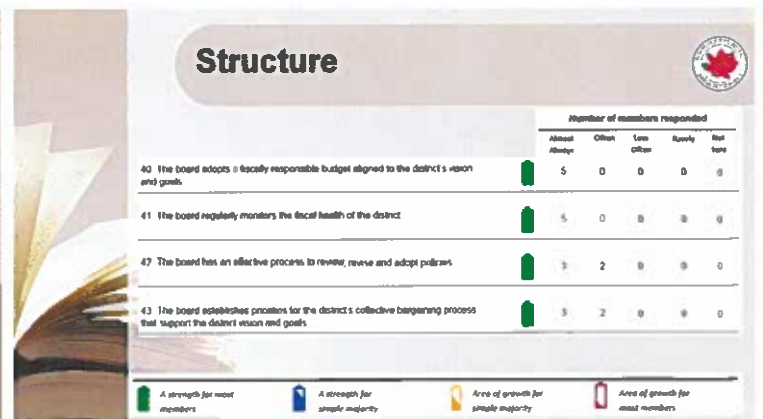 Structure
Number of members responded
Almost Always
Often
Less Often
Rarely
Not Sure
40 The board adopts a fiscally responsible budget aligned to the district's vision
and goals
5 0 0 0 0
41 The board regularly monitors the fiscal health of the district
5 0 0 0 0
42 The board has an effective process to review, revise and adopt policies
3 2 0 0 0
43 The board establishes priorities for the district's collective bargaining process
that support the district vision and goals
3 2 0 0 0
A strength for most
members
A strength for
simple majority
Area of growth for
simple majority
Area of growth for
most members